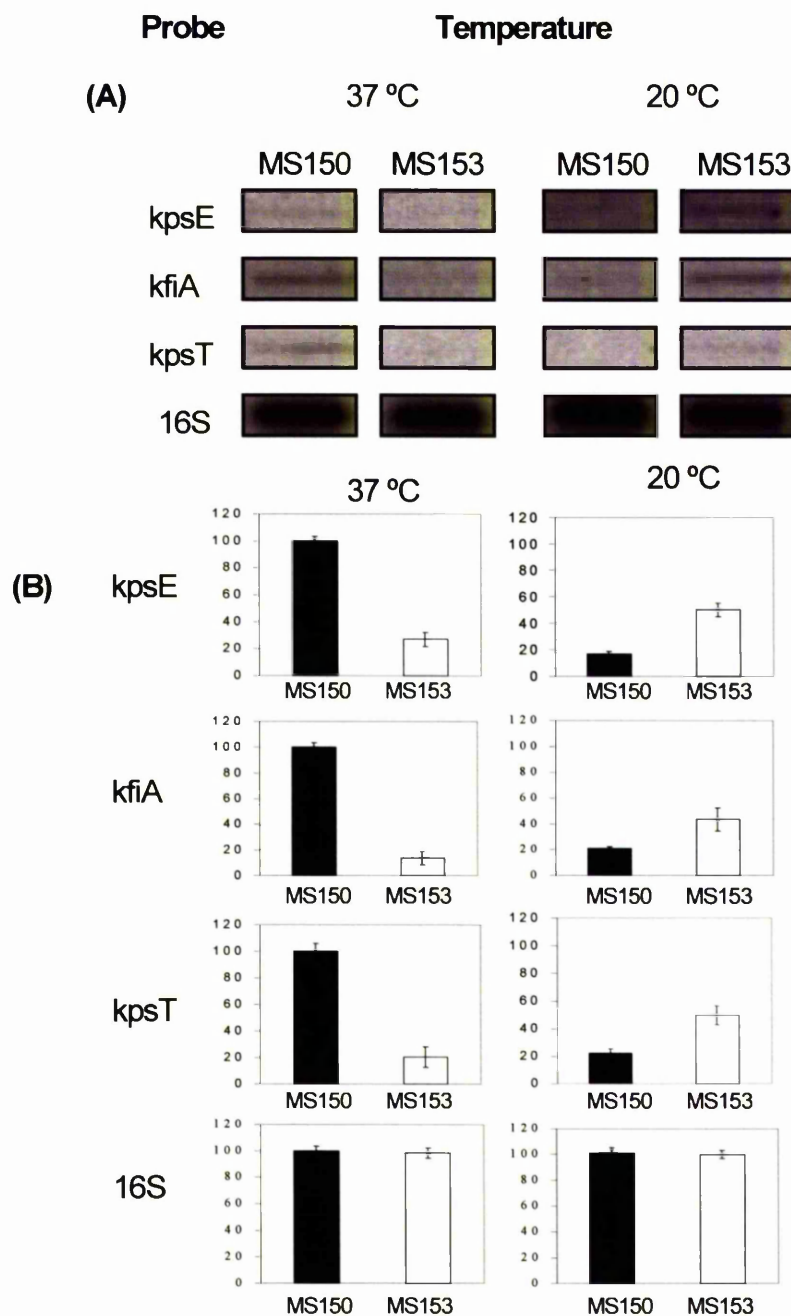 Probe Temperature
(A) 37 ºC 20 ºC
MS150 MS153 MS150 MS153
kpsE
kfiA
kpsT
16S
37 ºC 20 ºC
(B) kpsE
120 100 80 60 40 20 0
MS150 MS153
120 100 80 60 40 20 0
MS150 MS153
kfiA
120 100 80 60 40 20 0
MS150 MS153
120 100 80 60 40 20 0
MS150 MS153
kpsT
120 100 80 60 40 20 0
MS150 MS153
120 100 80 60 40 20 0
MS150 MS153
16S
120 100 80 60 40 20 0
MS150 MS153
120 100 80 60 40 20 0
MS150 MS153